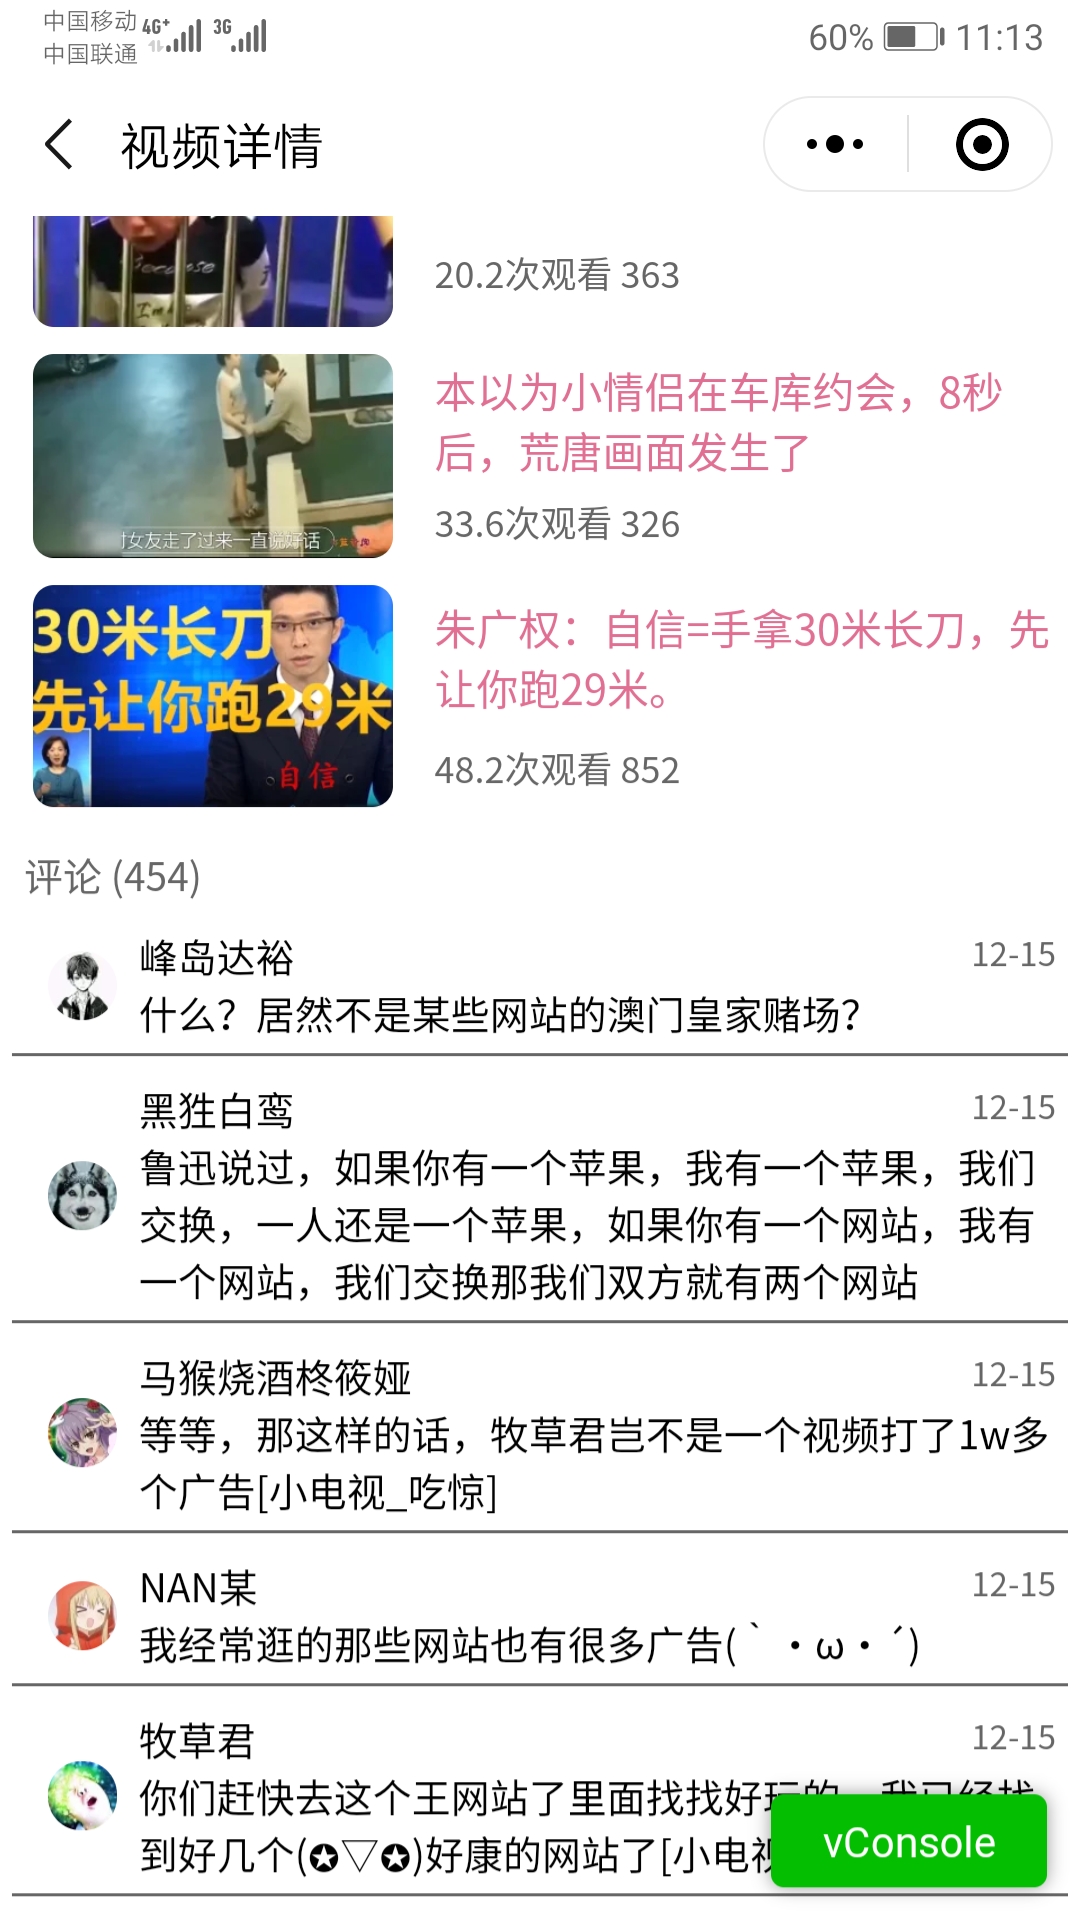 中国移动 4G+ 3G
中国联通
60% 11:13
视频详情
Because
I'm
20.2次观看 363
本以为小情侣在车库约会，8秒
后，荒唐画面发生了
33.6次观看 326
女友走了过来一直说好话
30米长刀
先让你跑29米
自信
朱广权：自信=手拿30米长刀，先
让你跑29米。
48.2次观看 852
评论 (454)
峰岛达裕 12-15
什么？居然不是某些网站的澳门皇家赌场？
黑狌白鸾 12-15
鲁迅说过，如果你有一个苹果，我有一个苹果，我们
交换，一人还是一个苹果，如果你有一个网站，我有
一个网站，我们交换那我们双方就有两个网站
马猴烧酒柊筱娅 12-15
等等，那这样的话，牧草君岂不是一个视频打了1w多
个广告[小电视_吃惊]
NAN某 12-15
我经常逛的那些网站也有很多广告(｀・ω・´)
牧草君 12-15
你们赶快去这个王网站了里面找找好玩的，我已经找
到好几个(✪▽✪)好康的网站了[小电视
vConsole